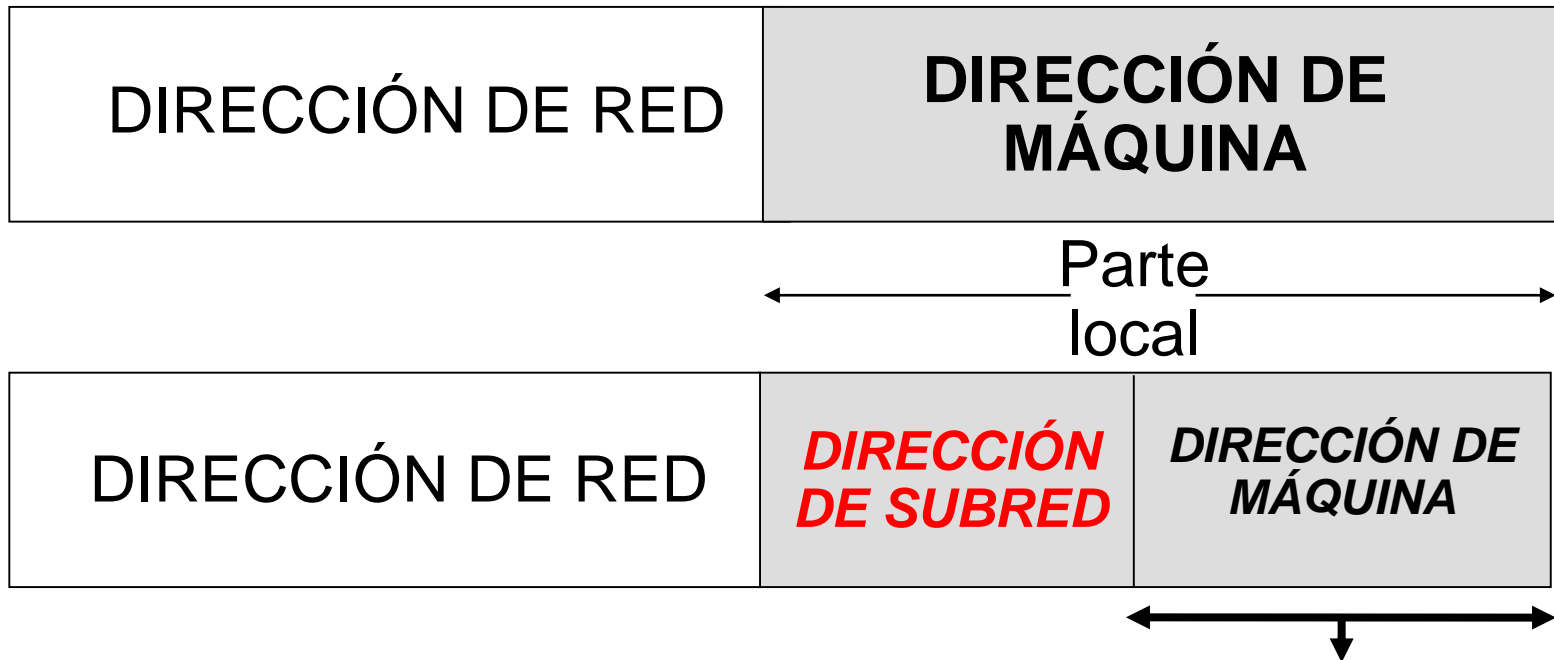 DIRECCIÓN DE RED
DIRECCIÓN DE
MÁQUINA
Parte
local
DIRECCIÓN DE RED
DIRECCIÓN
DE SUBRED
DIRECCIÓN DE
MÁQUINA